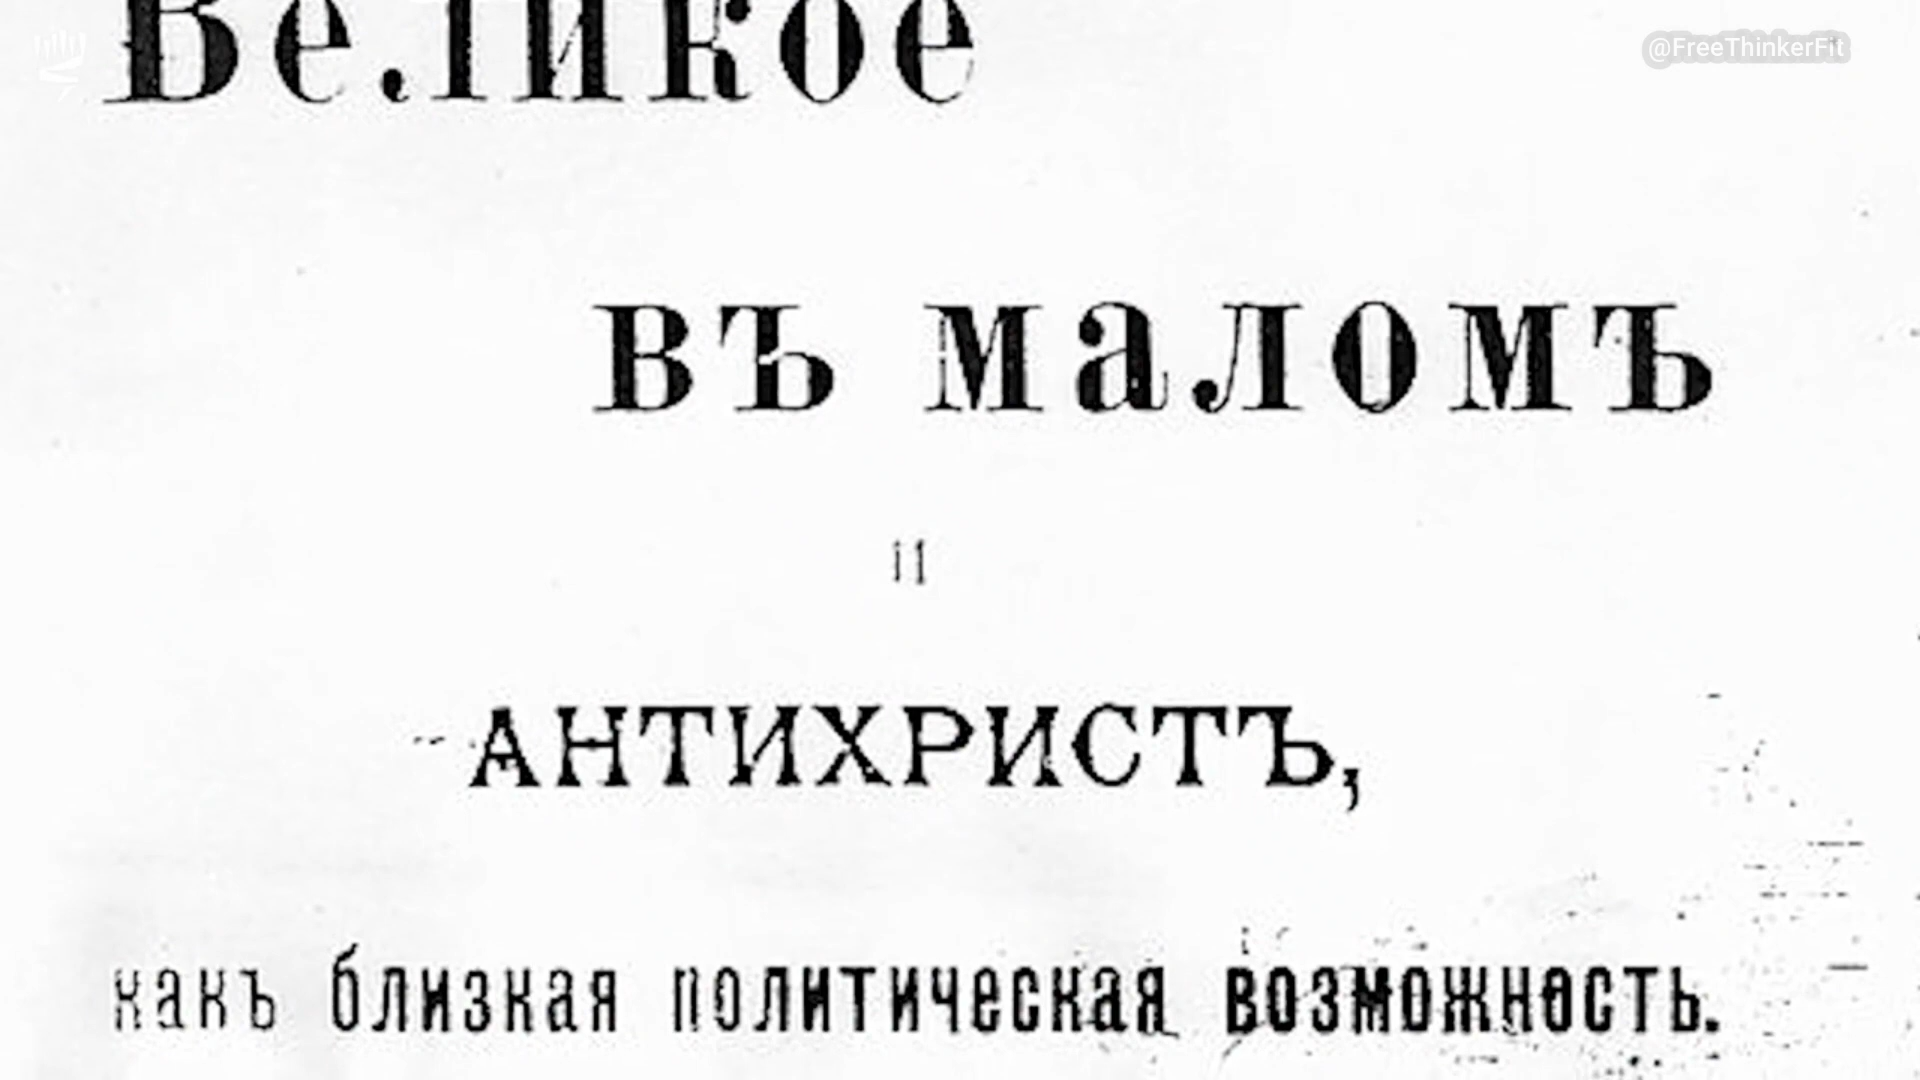 @FreeThinkerFit
Великое
въ маломъ
и
АНТИХРИСТЪ,
какъ близкая политическая возможность.